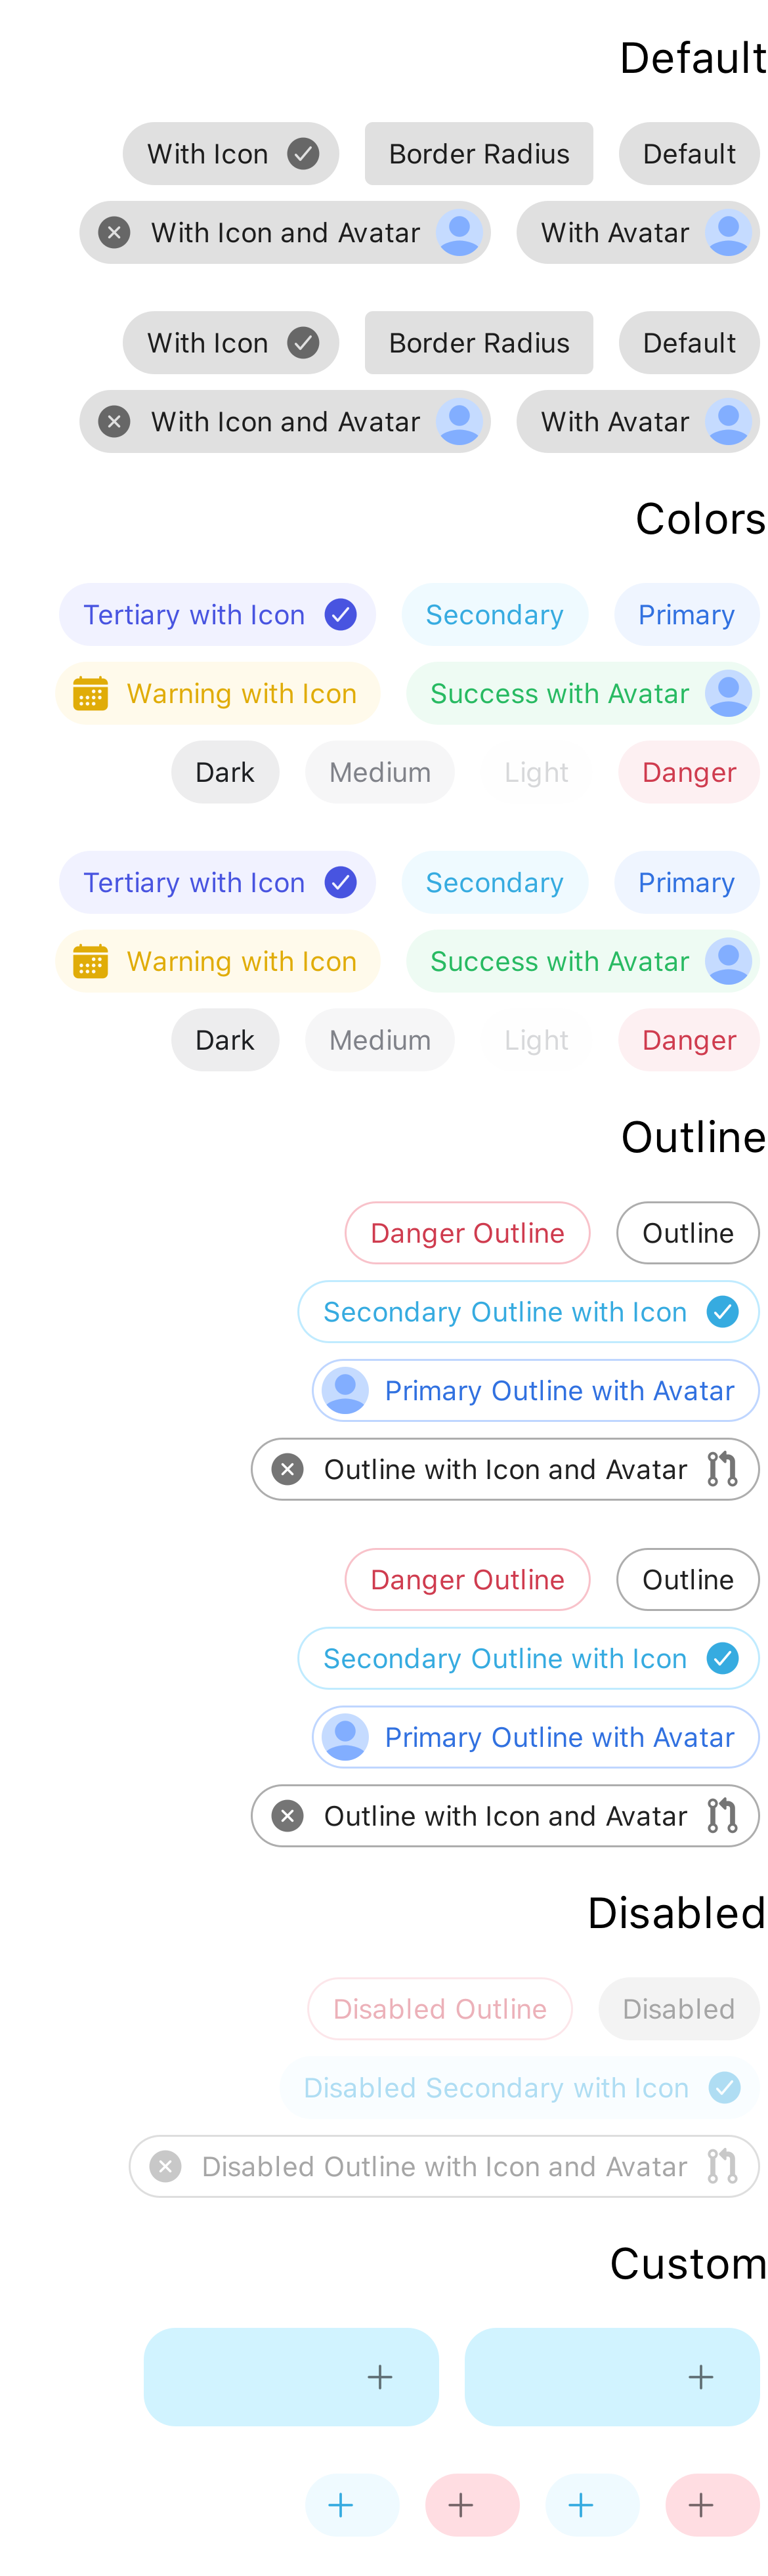 Default
With Icon Border Radius Default
With Icon and Avatar With Avatar
With Icon Border Radius Default
With Icon and Avatar With Avatar
Colors
Tertiary with Icon Secondary Primary
Warning with Icon Success with Avatar
Dark Medium Light Danger
Tertiary with Icon Secondary Primary
Warning with Icon Success with Avatar
Dark Medium Light Danger
Outline
Danger Outline Outline
Secondary Outline with Icon
Primary Outline with Avatar
Outline with Icon and Avatar
Danger Outline Outline
Secondary Outline with Icon
Primary Outline with Avatar
Outline with Icon and Avatar
Disabled
Disabled Outline Disabled
Disabled Secondary with Icon
Disabled Outline with Icon and Avatar
Custom